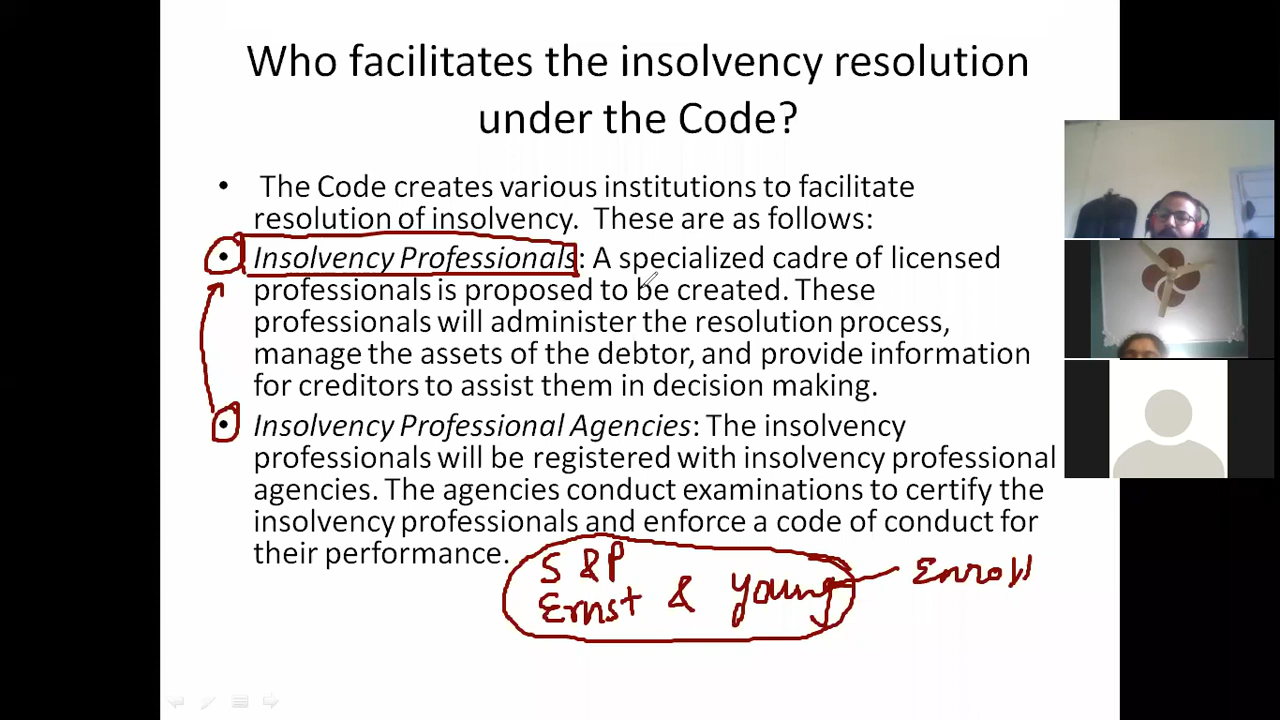 Who facilitates the insolvency resolution
under the Code?
• The Code creates various institutions to facilitate
resolution of insolvency. These are as follows:
• Insolvency Professionals: A specialized cadre of licensed
professionals is proposed to be created. These
professionals will administer the resolution process,
manage the assets of the debtor, and provide information
for creditors to assist them in decision making.
• Insolvency Professional Agencies: The insolvency
professionals will be registered with insolvency professional
agencies. The agencies conduct examinations to certify the
insolvency professionals and enforce a code of conduct for
their performance.
S & P
Ernst & Young
Enroll